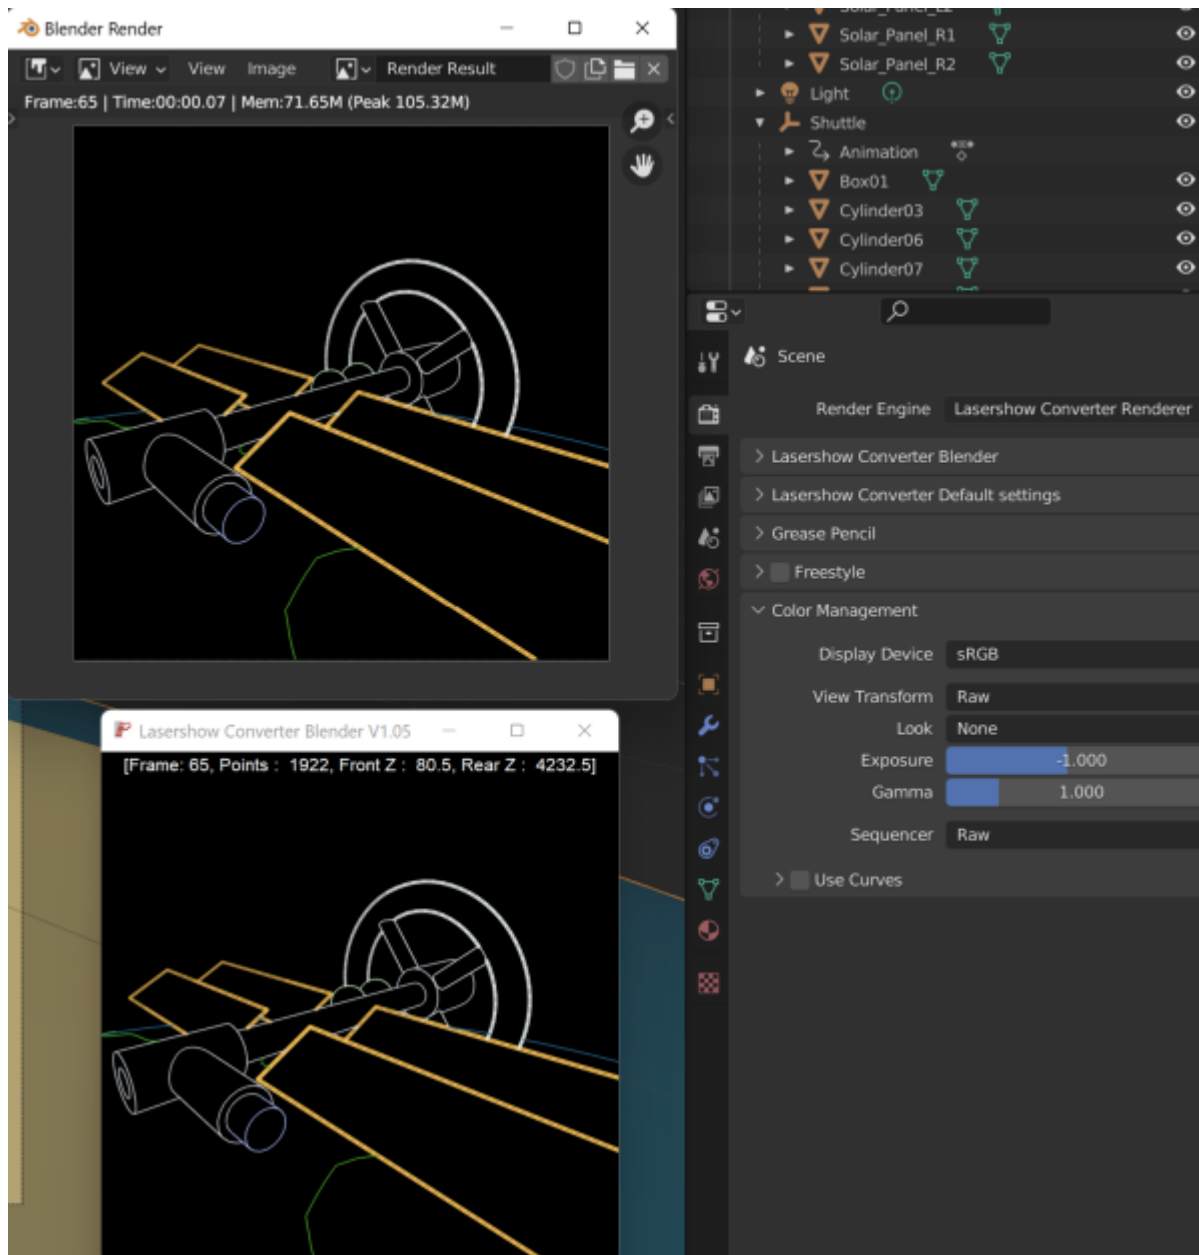 Blender Render
View View Image Render Result
Frame:65 | Time:00:00.07 | Mem:71.65M (Peak 105.32M)
Solar_Panel_L2
Solar_Panel_R1
Solar_Panel_R2
Light
Shuttle
Animation
Box01
Cylinder03
Cylinder06
Cylinder07
Scene
Render Engine Lasershow Converter Renderer
Lasershow Converter Blender
Lasershow Converter Default settings
Grease Pencil
Freestyle
Color Management
Display Device sRGB
View Transform Raw
Look None
Exposure -1.000
Gamma 1.000
Sequencer Raw
Use Curves
Lasershow Converter Blender V1.05
[Frame: 65, Points : 1922, Front Z : 80.5, Rear Z : 4232.5]